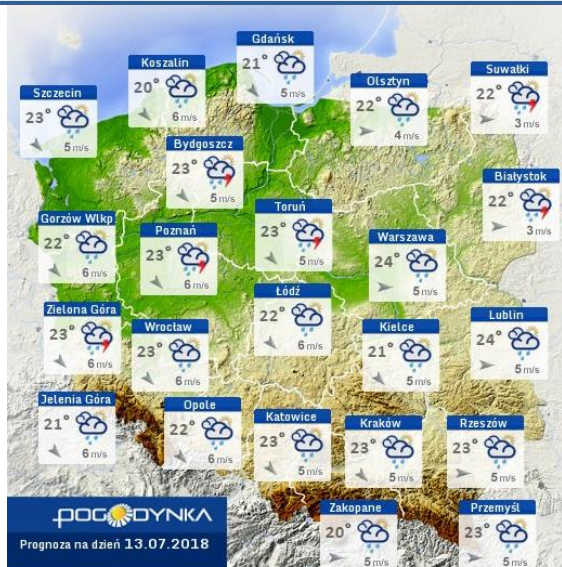 Gdańsk
21°
5 m/s
Koszalin
20°
6 m/s
Suwałki
22°
3 m/s
Olsztyn
22°
4 m/s
Szczecin
23°
5 m/s
Bydgoszcz
23°
5 m/s
Białystok
22°
3 m/s
Toruń
23°
5 m/s
Gorzów Wlkp
22°
6 m/s
Poznań
23°
6 m/s
Warszawa
24°
5 m/s
Łódź
22°
6 m/s
Zielona Góra
23°
6 m/s
Wrocław
23°
6 m/s
Kielce
21°
5 m/s
Lublin
24°
5 m/s
Jelenia Góra
21°
6 m/s
Opole
22°
6 m/s
Katowice
23°
5 m/s
Kraków
23°
5 m/s
Rzeszów
23°
5 m/s
Zakopane
20°
5 m/s
Przemyśl
23°
5 m/s
POGODYNKA
Prognoza na dzień 13.07.2018